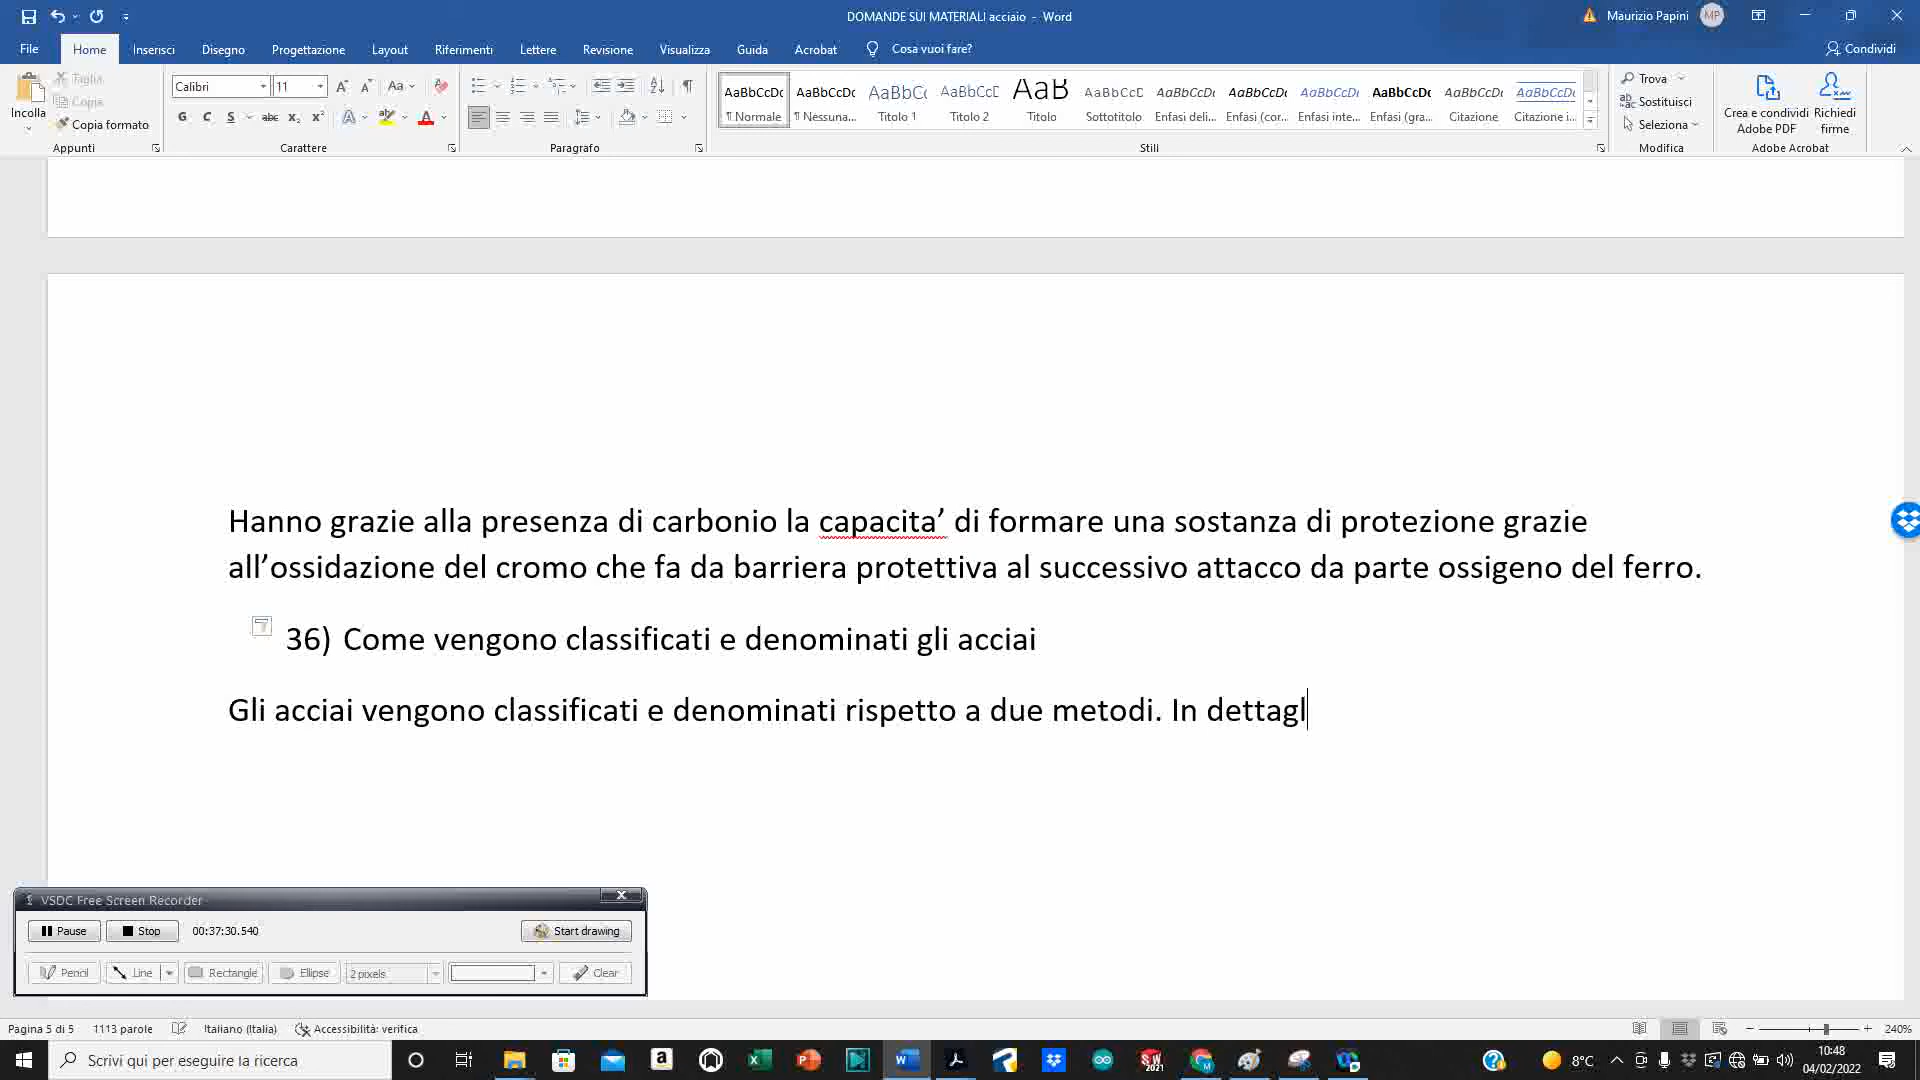 DOMANDE SUI MATERIALI acciaio - Word
Maurizio Papini MP
File Home Inserisci Disegno Progettazione Layout Riferimenti Lettere Revisione Visualizza Guida Acrobat Cosa vuoi fare? Condividi
Incolla
Taglia
Copia
Copia formato
Appunti
Calibri 11
Carattere
Paragrafo
AaBbCcDc AaBbCcDc AaBbCc AaBbCcD AaB AaBbCcD AaBbCcDc AaBbCcDc AaBbCcDc AaBbCcDc AaBbCcDc AaBbCcDc
¶ Normale ¶ Nessuna... Titolo 1 Titolo 2 Titolo Sottotitolo Enfasi deli... Enfasi (cor... Enfasi inte... Enfasi (gra... Citazione Citazione i...
Stili
Trova
Sostituisci
Seleziona
Modifica
Crea e condividi Adobe PDF
Richiedi firme
Adobe Acrobat
Hanno grazie alla presenza di carbonio la capacita’ di formare una sostanza di protezione grazie
all’ossidazione del cromo che fa da barriera protettiva al successivo attacco da parte ossigeno del ferro.
36) Come vengono classificati e denominati gli acciai
Gli acciai vengono classificati e denominati rispetto a due metodi. In dettagl
VSDC Free Screen Recorder
Pause Stop 00:37:30.540 Start drawing
Pencil Line Rectangle Ellipse 2 pixels Clear
Pagina 5 di 5 1113 parole Italiano (Italia) Accessibilità: verifica 240%
Scrivi qui per eseguire la ricerca
8°C
10:48
04/02/2022